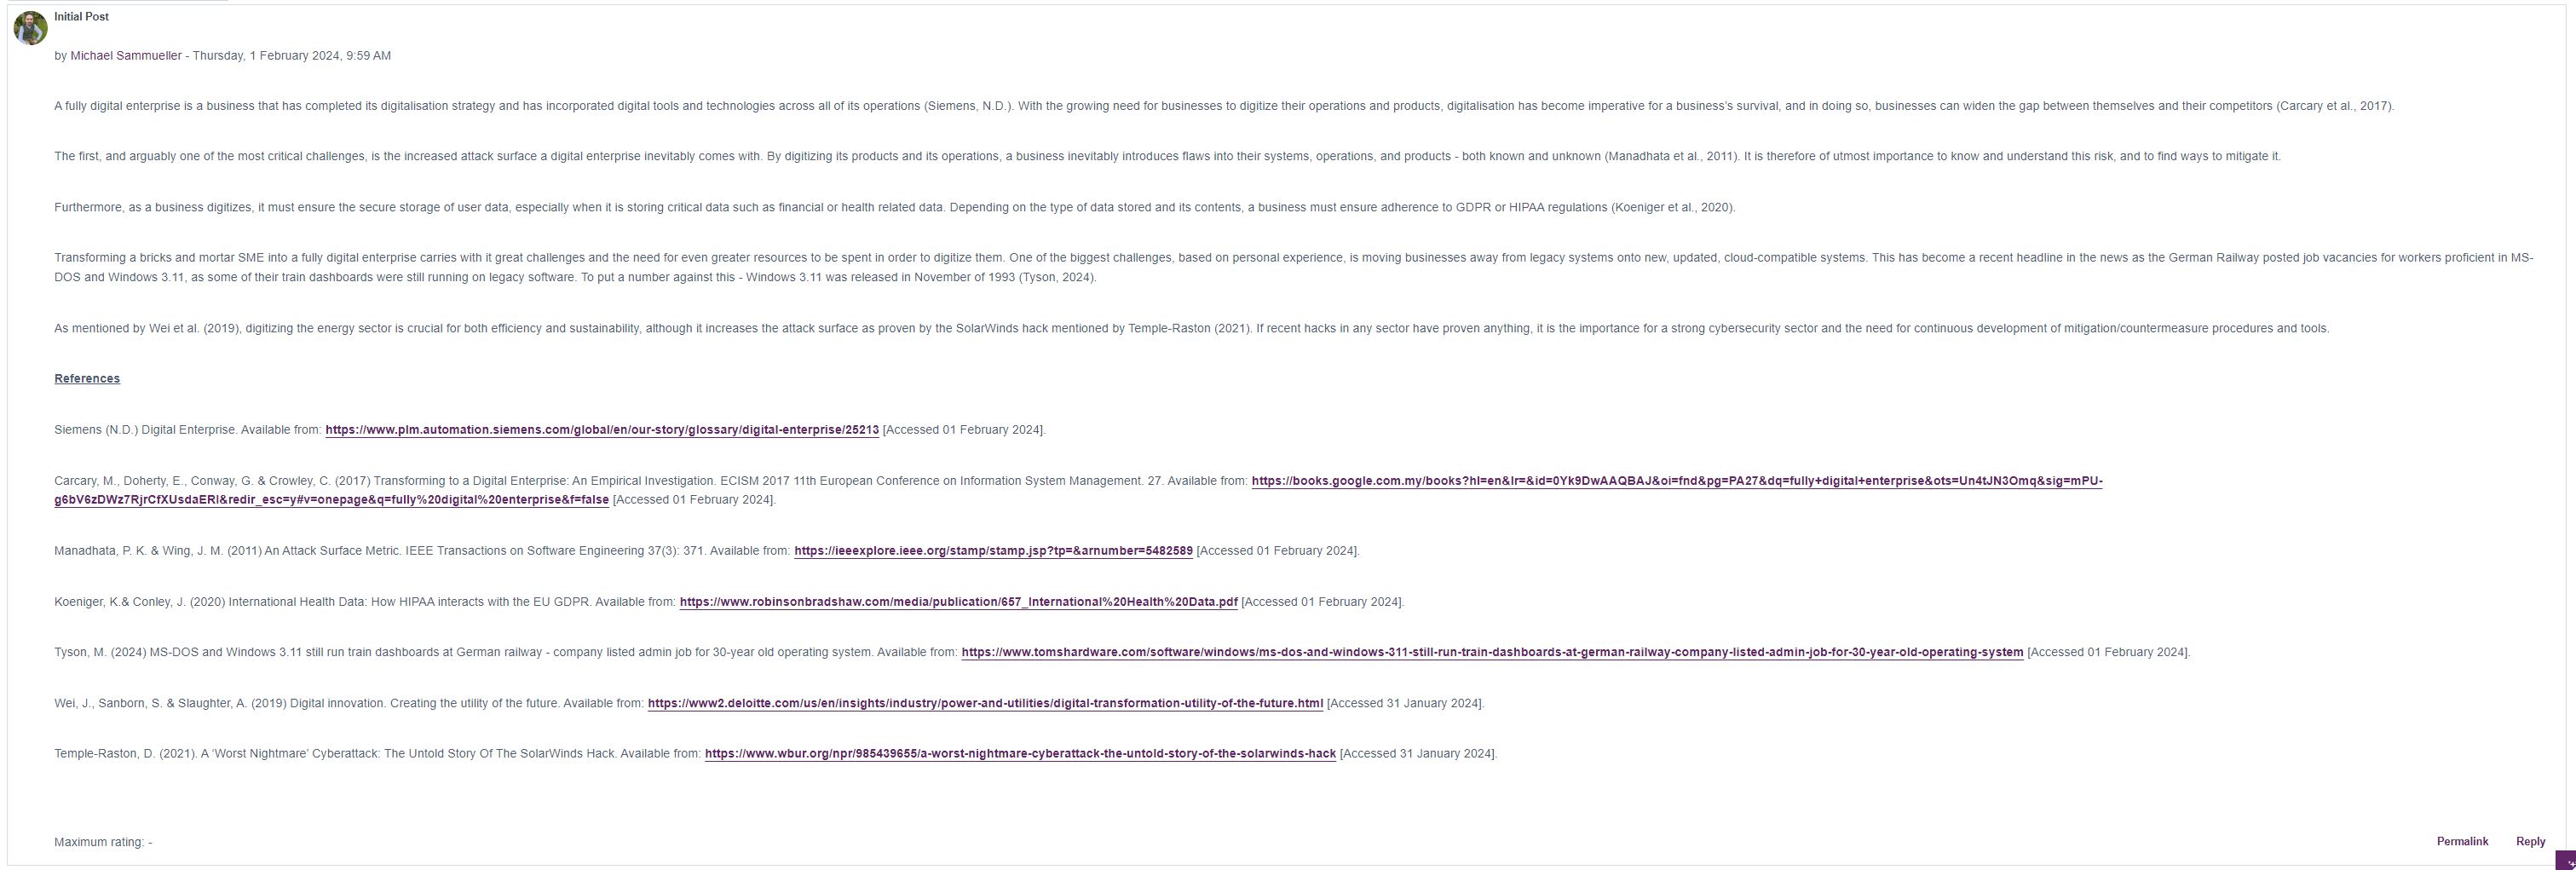 Initial Post
by Michael Sammueller - Thursday, 1 February 2024, 9:59 AM
A fully digital enterprise is a business that has completed its digitalisation strategy and has incorporated digital tools and technologies across all of its operations (Siemens, N.D.). With the growing need for businesses to digitize their operations and products, digitalisation has become imperative for a business's survival, and in doing so, businesses can widen the gap between themselves and their competitors (Carcary et al., 2017).
The first, and arguably one of the most critical challenges, is the increased attack surface a digital enterprise inevitably comes with. By digitizing its products and its operations, a business inevitably introduces flaws into their systems, operations, and products - both known and unknown (Manadhata et al., 2011). It is therefore of utmost importance to know and understand this risk, and to find ways to mitigate it.
Furthermore, as a business digitizes, it must ensure the secure storage of user data, especially when it is storing critical data such as financial or health related data. Depending on the type of data stored and its contents, a business must ensure adherence to GDPR or HIPAA regulations (Koeniger et al., 2020).
Transforming a bricks and mortar SME into a fully digital enterprise carries with it great challenges and the need for even greater resources to be spent in order to digitize them. One of the biggest challenges, based on personal experience, is moving businesses away from legacy systems onto new, updated, cloud-compatible systems. This has become a recent headline in the news as the German Railway posted job vacancies for workers proficient in MS-
DOS and Windows 3.11, as some of their train dashboards were still running on legacy software. To put a number against this - Windows 3.11 was released in November of 1993 (Tyson, 2024).
As mentioned by Wei et al. (2019), digitizing the energy sector is crucial for both efficiency and sustainability, although it increases the attack surface as proven by the SolarWinds hack mentioned by Temple-Raston (2021). If recent hacks in any sector have proven anything, it is the importance for a strong cybersecurity sector and the need for continuous development of mitigation/countermeasure procedures and tools.
References
Siemens (N.D.) Digital Enterprise. Available from: https://www.plm.automation.siemens.com/global/en/our-story/glossary/digital-enterprise/25213 [Accessed 01 February 2024].
Carcary, M., Doherty, E., Conway, G. & Crowley, C. (2017) Transforming to a Digital Enterprise: An Empirical Investigation. ECISM 2017 11th European Conference on Information System Management. 27. Available from: https://books.google.com.my/books?hl=en&lr=&id=0Yk9DwAAQBAJ&oi=fnd&pg=PA27&dq=fully+digital+enterprise&ots=Un4tJN3Omq&sig=mPU-
g6bV6zDWz7RjrCfXUsdaERI&redir_esc=y#v=onepage&q=fully%20digital%20enterprise&f=false [Accessed 01 February 2024].
Manadhata, P. K. & Wing, J. M. (2011) An Attack Surface Metric. IEEE Transactions on Software Engineering 37(3): 371. Available from: https://ieeexplore.ieee.org/stamp/stamp.jsp?tp=&arnumber=5482589 [Accessed 01 February 2024].
Koeniger, K.& Conley, J. (2020) International Health Data: How HIPAA interacts with the EU GDPR. Available from: https://www.robinsonbradshaw.com/media/publication/657_International%20Health%20Data.pdf [Accessed 01 February 2024].
Tyson, M. (2024) MS-DOS and Windows 3.11 still run train dashboards at German railway - company listed admin job for 30-year old operating system. Available from: https://www.tomshardware.com/software/windows/ms-dos-and-windows-311-still-run-train-dashboards-at-german-railway-company-listed-admin-job-for-30-year-old-operating-system [Accessed 01 February 2024].
Wei, J., Sanborn, S. & Slaughter, A. (2019) Digital innovation. Creating the utility of the future. Available from: https://www2.deloitte.com/us/en/insights/industry/power-and-utilities/digital-transformation-utility-of-the-future.html [Accessed 31 January 2024].
Temple-Raston, D. (2021). A 'Worst Nightmare' Cyberattack: The Untold Story Of The SolarWinds Hack. Available from: https://www.wbur.org/npr/985439655/a-worst-nightmare-cyberattack-the-untold-story-of-the-solarwinds-hack [Accessed 31 January 2024].
Maximum rating: -
Permalink Reply